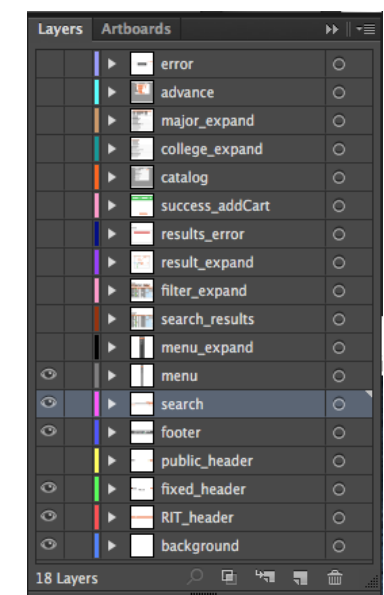 Layers Artboards
error
advance
major_expand
college_expand
catalog
success_addCart
results_error
result_expand
filter_expand
search_results
menu_expand
menu
search
footer
public_header
fixed_header
RIT_header
background
18 Layers